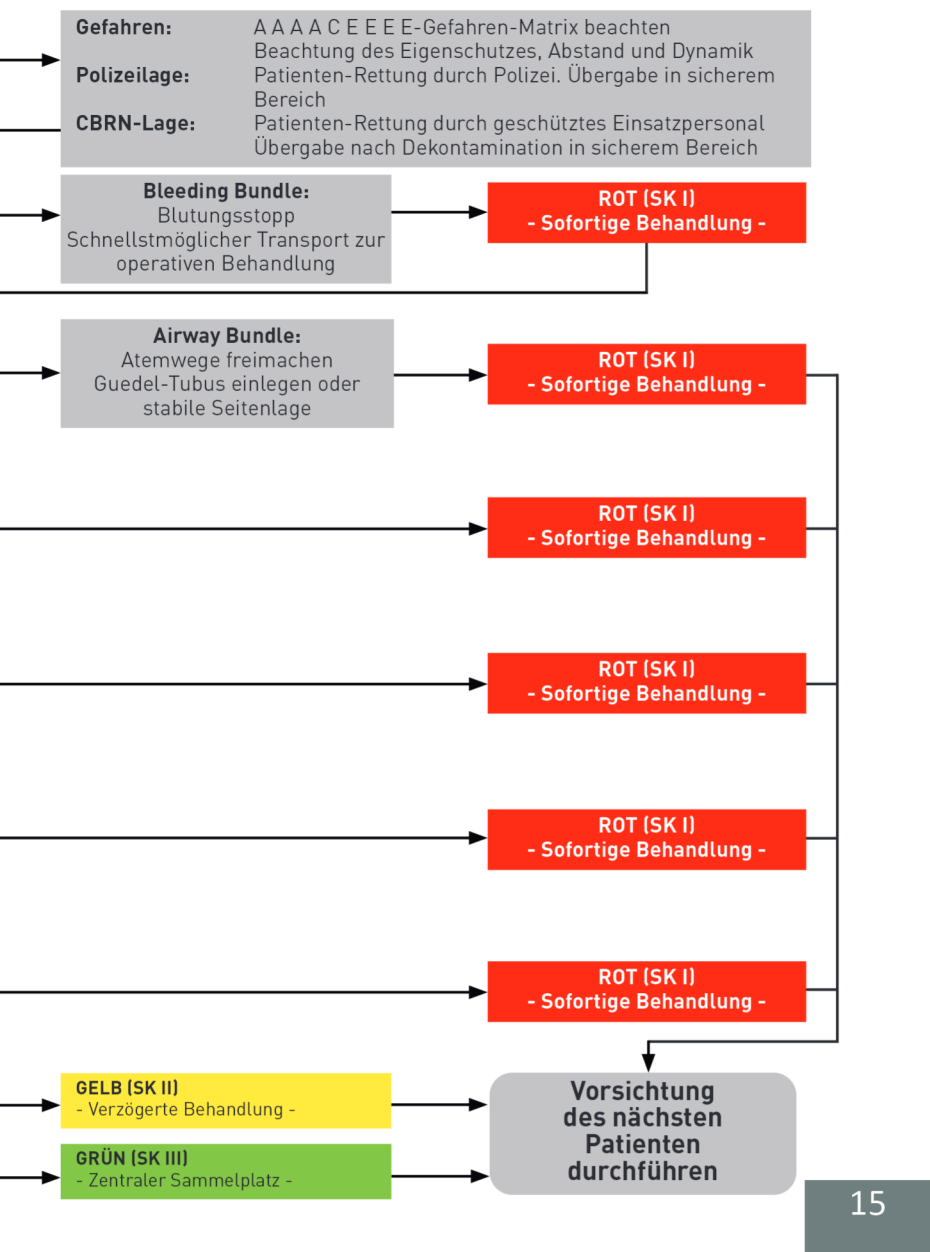 Gefahren: A A A A C E E E E-Gefahren-Matrix beachten
Beachtung des Eigenschutzes, Abstand und Dynamik
Polizeilage: Patienten-Rettung durch Polizei. Übergabe in sicherem
Bereich
CBRN-Lage: Patienten-Rettung durch geschütztes Einsatzpersonal
Übergabe nach Dekontamination in sicherem Bereich
Bleeding Bundle:
Blutungsstopp
Schnellstmöglicher Transport zur
operativen Behandlung
ROT (SK I)
- Sofortige Behandlung -
Airway Bundle:
Atemwege freimachen
Guedel-Tubus einlegen oder
stabile Seitenlage
ROT (SK I)
- Sofortige Behandlung -
ROT (SK I)
- Sofortige Behandlung -
ROT (SK I)
- Sofortige Behandlung -
ROT (SK I)
- Sofortige Behandlung -
ROT (SK I)
- Sofortige Behandlung -
GELB (SK II)
- Verzögerte Behandlung -
GRÜN (SK III)
- Zentraler Sammelplatz -
Vorsichtung
des nächsten
Patienten
durchführen
15